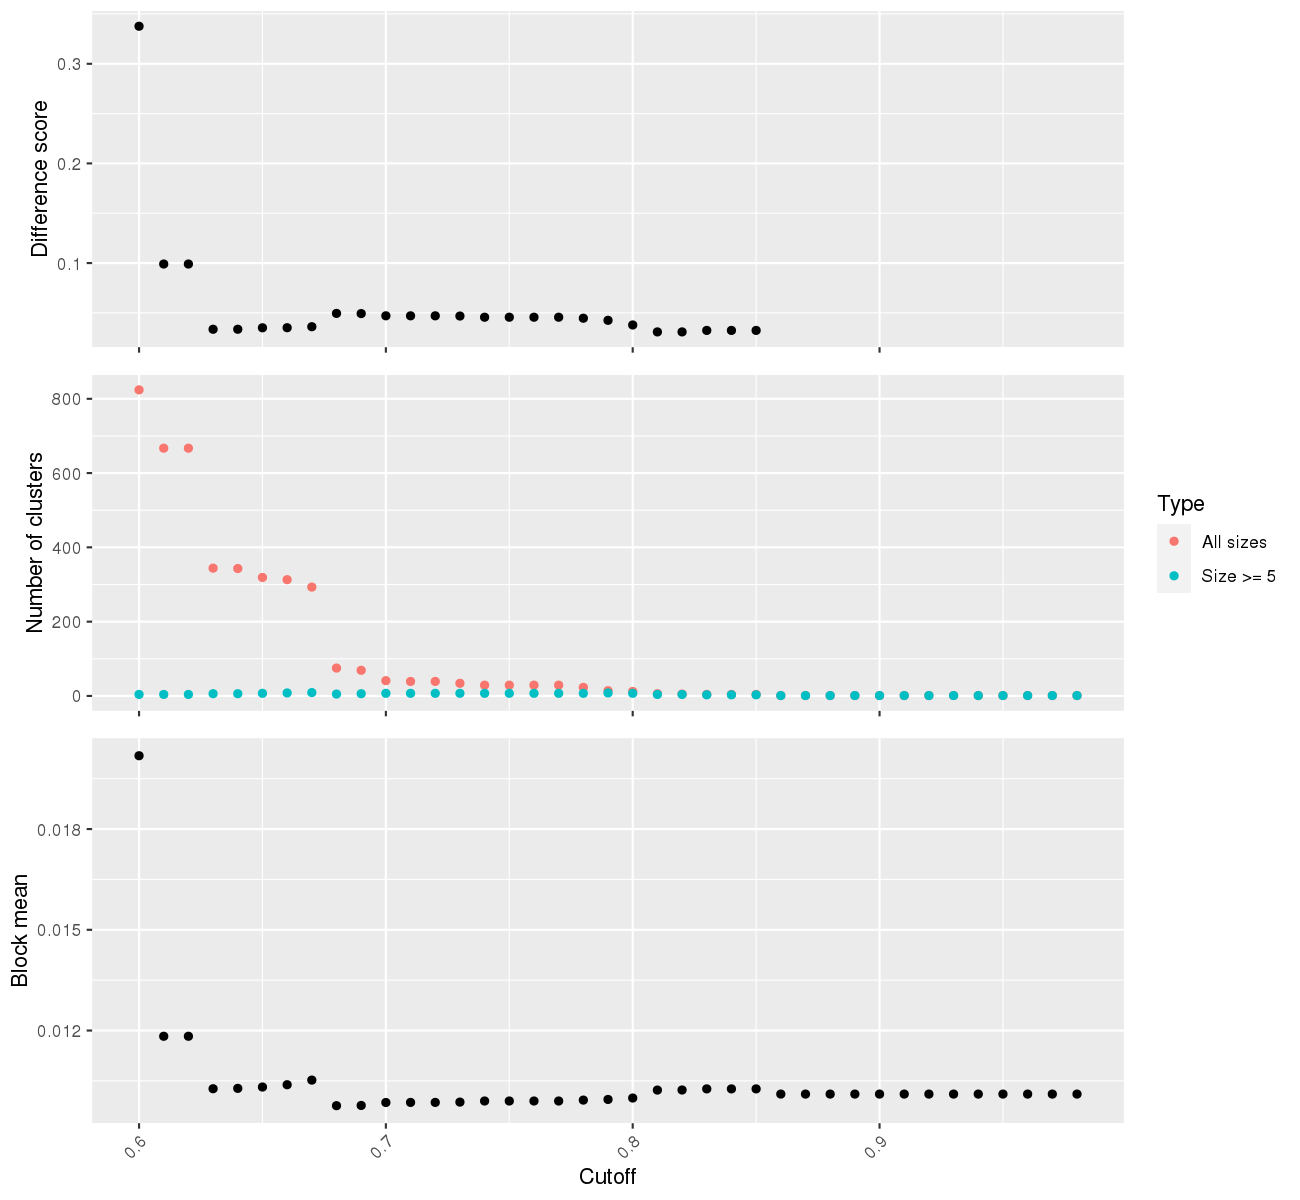 Difference score
0.3
0.2
0.1
Number of clusters
800
600
400
200
0
Type
All sizes
Size >= 5
Block mean
0.018
0.015
0.012
0.6
0.7
0.8
0.9
Cutoff